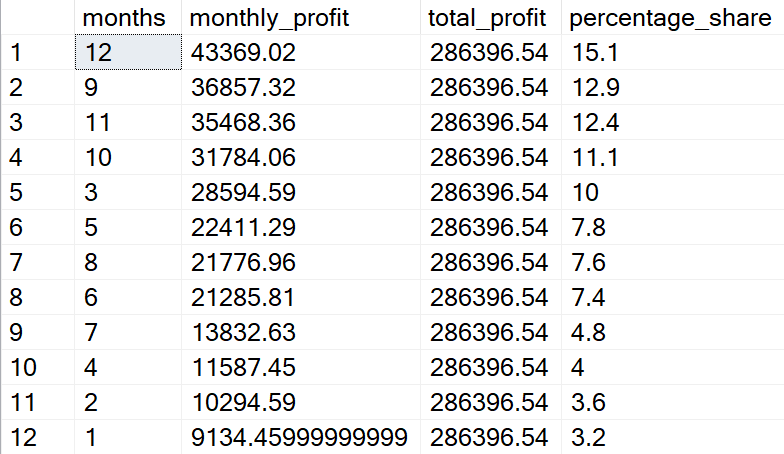 months monthly_profit total_profit percentage_share
1 12 43369.02 286396.54 15.1
2 9 36857.32 286396.54 12.9
3 11 35468.36 286396.54 12.4
4 10 31784.06 286396.54 11.1
5 3 28594.59 286396.54 10
6 5 22411.29 286396.54 7.8
7 8 21776.96 286396.54 7.6
8 6 21285.81 286396.54 7.4
9 7 13832.63 286396.54 4.8
10 4 11587.45 286396.54 4
11 2 10294.59 286396.54 3.6
12 1 9134.45999999999 286396.54 3.2